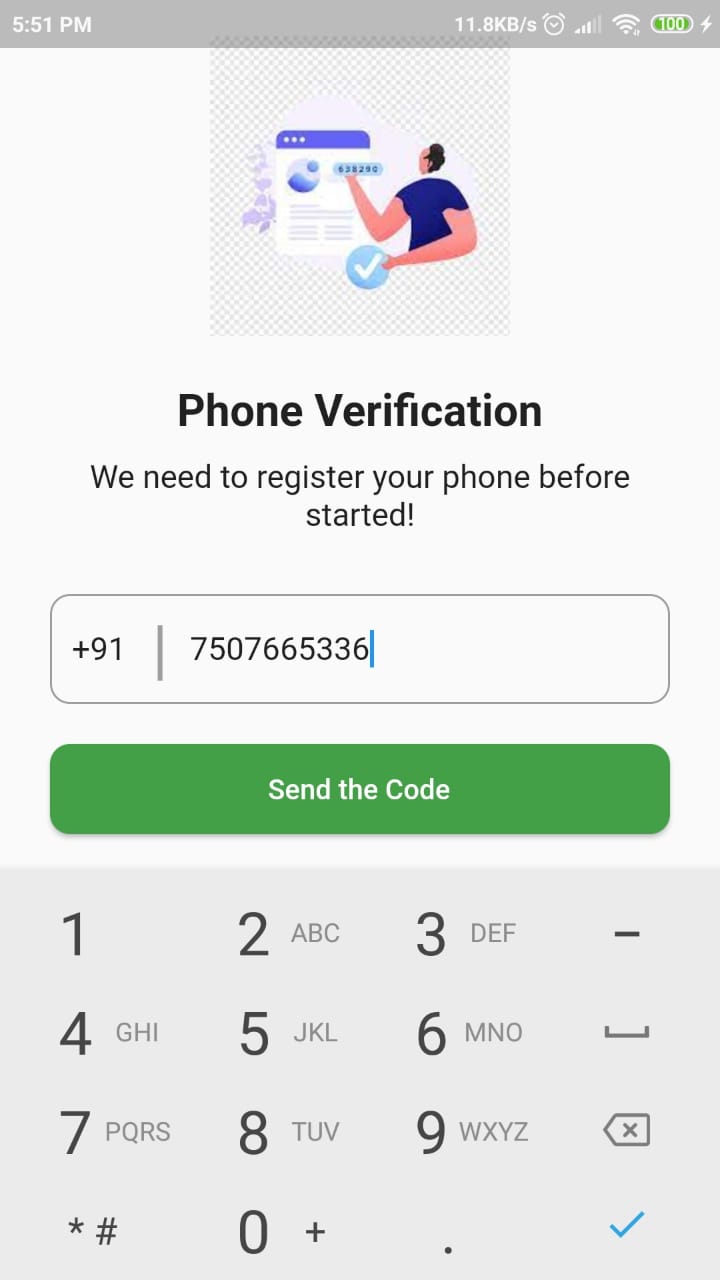 5:51 PM 11.8KB/s 100
638290
Phone Verification
We need to register your phone before
started!
+91 7507665336
Send the Code
1 2 ABC 3 DEF –
4 GHI 5 JKL 6 MNO
7 PQRS 8 TUV 9 WXYZ
* # 0 + .